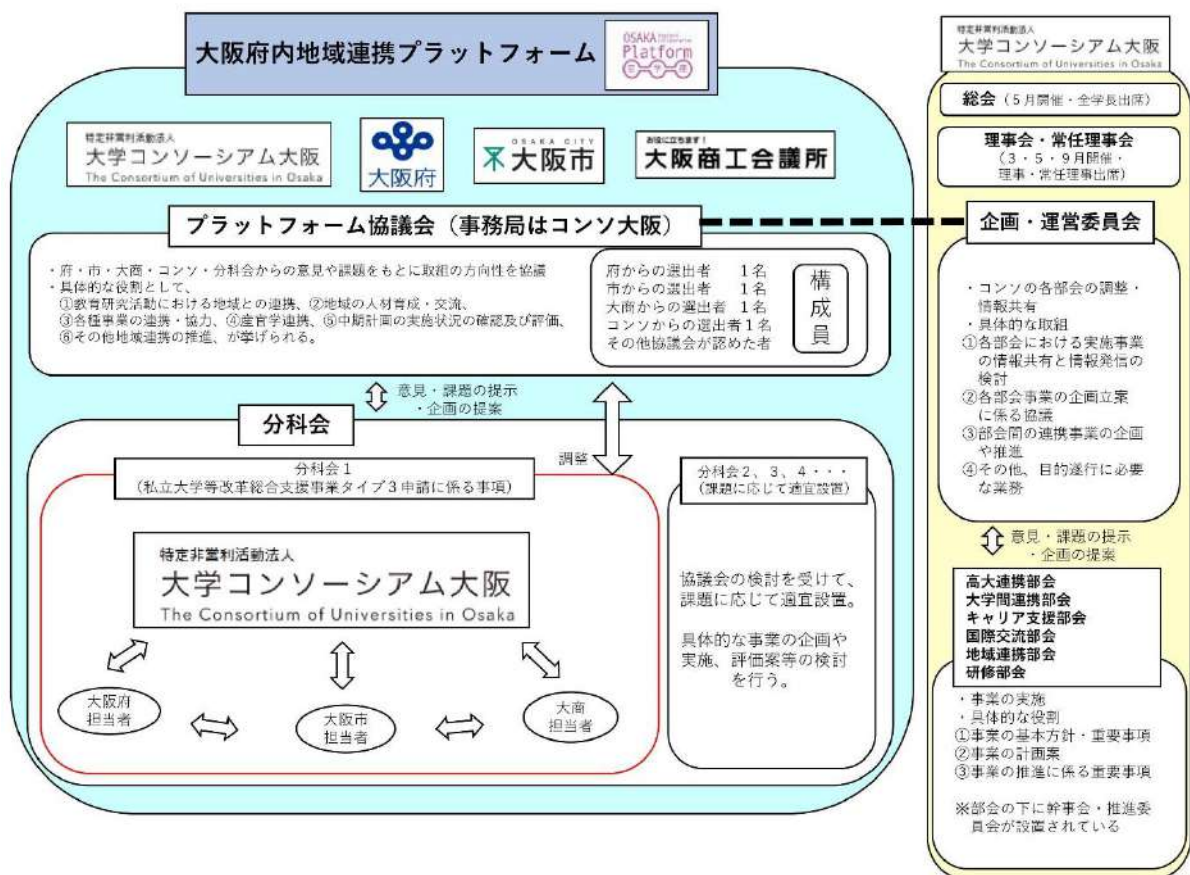 大阪府内地域連携プラットフォーム
OSAKA
Platform
官学産
特定非営利活動法人
大学コンソーシアム大阪
The Consortium of Universities in Osaka
大阪府
OSAKA CITY
大阪市
お役に立ちます！
大阪商工会議所
プラットフォーム協議会（事務局はコンソ大阪）
・府・市・大商・コンソ・分科会からの意見や課題をもとに取組の方向性を協議
・具体的な役割として、
①教育研究活動における地域との連携、②地域の人材育成・交流、
③各種事業の連携・協力、④産官学連携、⑤中期計画の実施状況の確認及び評価、
⑥その他地域連携の推進、が挙げられる。
府からの選出者　1名
市からの選出者　1名
大商からの選出者　1名
コンソからの選出者1名
その他協議会が認めた者
構成員
意見・課題の提示
・企画の提案
調整
分科会
分科会１
（私立大学等改革総合支援事業タイプ３申請に係る事項）
特定非営利活動法人
大学コンソーシアム大阪
The Consortium of Universities in Osaka
大阪府
担当者
大阪市
担当者
大商
担当者
分科会２、３、４・・・
（課題に応じて適宜設置）
協議会の検討を受けて、
課題に応じて適宜設置。
具体的な事業の企画や
実施、評価案等の検討
を行う。
特定非営利活動法人
大学コンソーシアム大阪
The Consortium of Universities in Osaka
総会（５月開催・全学長出席）
理事会・常任理事会
（３・５・９月開催・
理事・常任理事出席）
企画・運営委員会
・コンソの各部会の調整・
情報共有
・具体的な取組
①各部会における実施事業
の情報共有と情報発信の
検討
②各部会事業の企画立案
に係る協議
③部会間の連携事業の企画
や推進
④その他、目的遂行に必要
な業務
意見・課題の提示
・企画の提案
高大連携部会
大学間連携部会
キャリア支援部会
国際交流部会
地域連携部会
研修部会
・事業の実施
・具体的な役割
①事業の基本方針・重要事項
②事業の計画案
③事業の推進に係る重要事項
※部会の下に幹事会・推進委
員会が設置されている